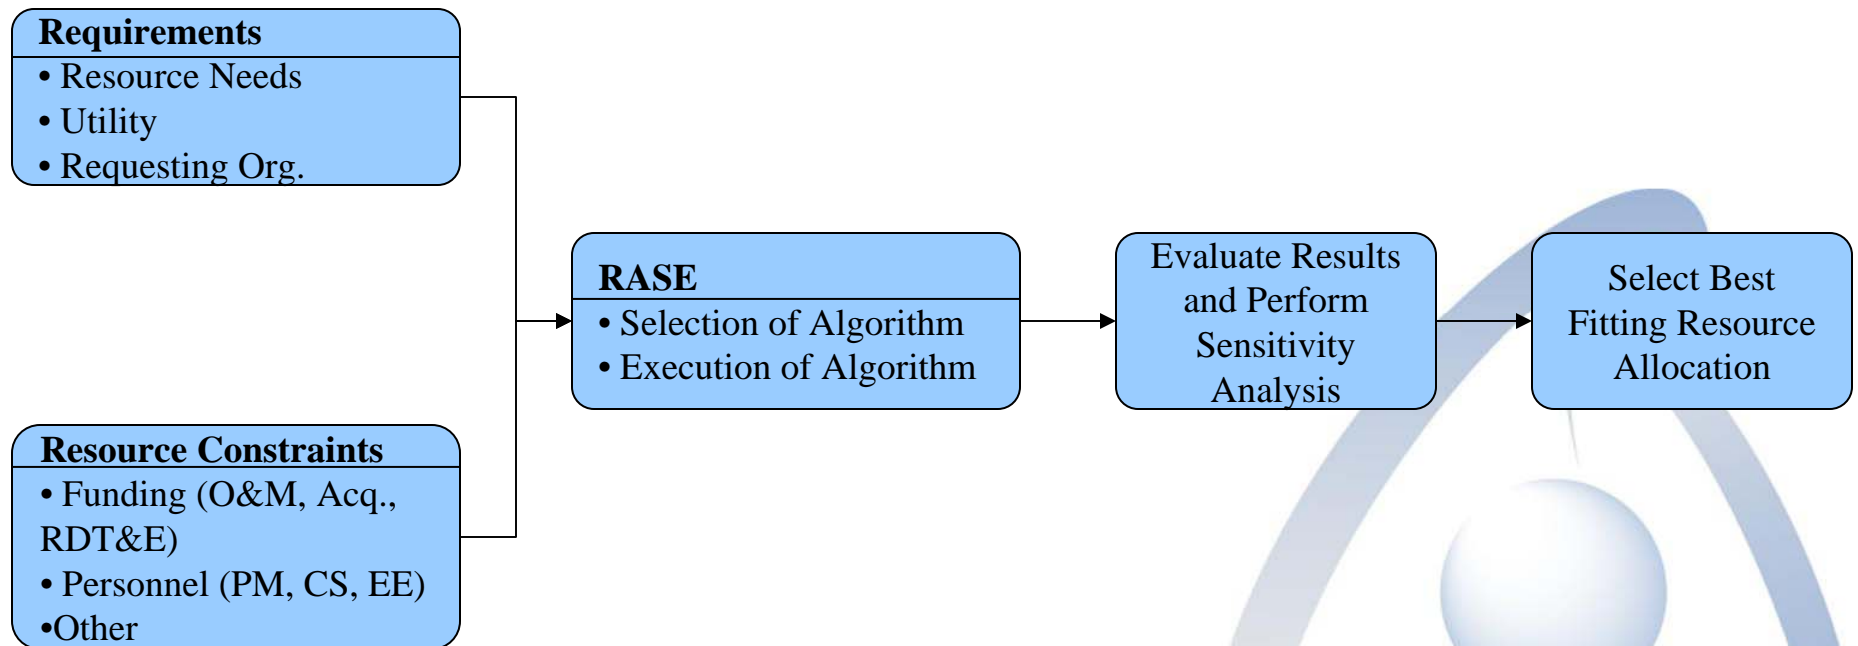 Requirements
• Resource Needs
• Utility
• Requesting Org.
Resource Constraints
• Funding (O&M, Acq.,
RDT&E)
• Personnel (PM, CS, EE)
•Other
RASE
• Selection of Algorithm
• Execution of Algorithm
Evaluate Results
and Perform
Sensitivity
Analysis
Select Best
Fitting Resource
Allocation